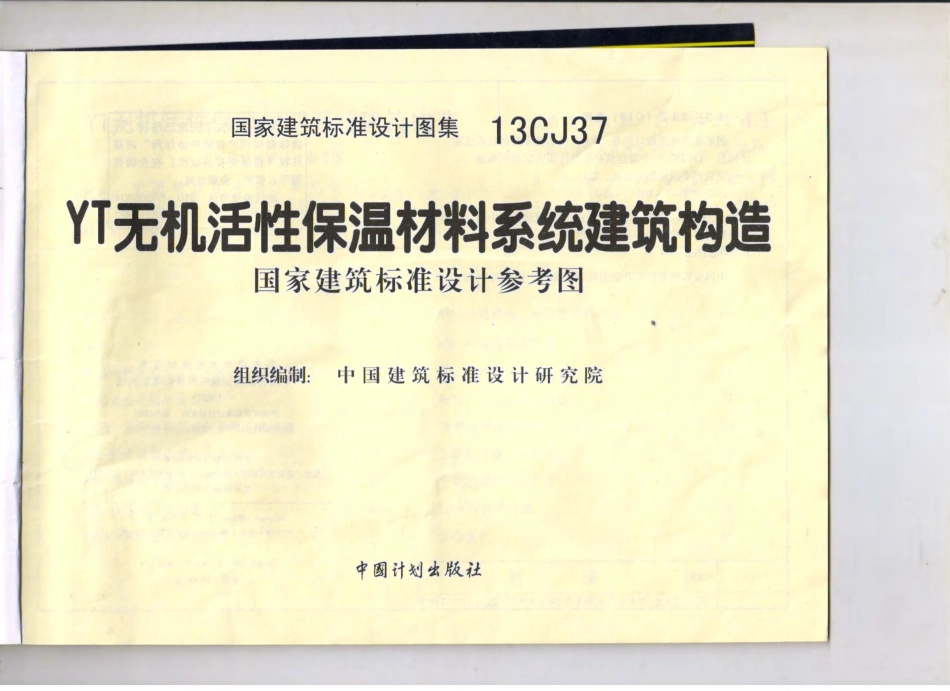 国家建筑标准设计图集 13CJ37
YT无机活性保温材料系统建筑构造
国家建筑标准设计参考图
组织编制: 中国建筑标准设计研究院
中国计划出版社